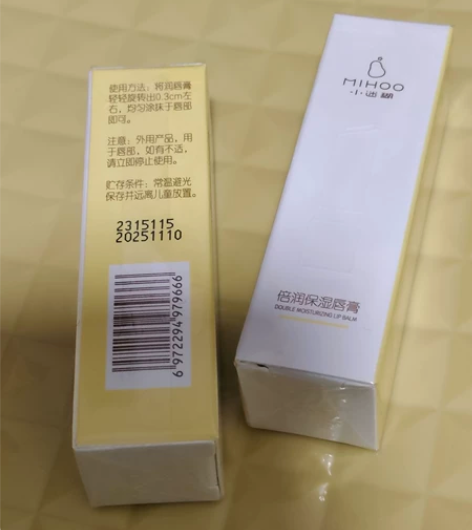 使用方法：将润唇膏
轻轻旋转出0.3cm左
右，均匀涂抹于唇部
即可。
注意：外用产品，用
于唇部，如有不适，
请立即停止使用。
贮存条件：常温避光
保存并远离儿童放置。
2315115
20251110
6972294979666
MIHOO
小迷糊
倍润保湿唇膏
DOUBLE MOISTURIZING LIP BALM